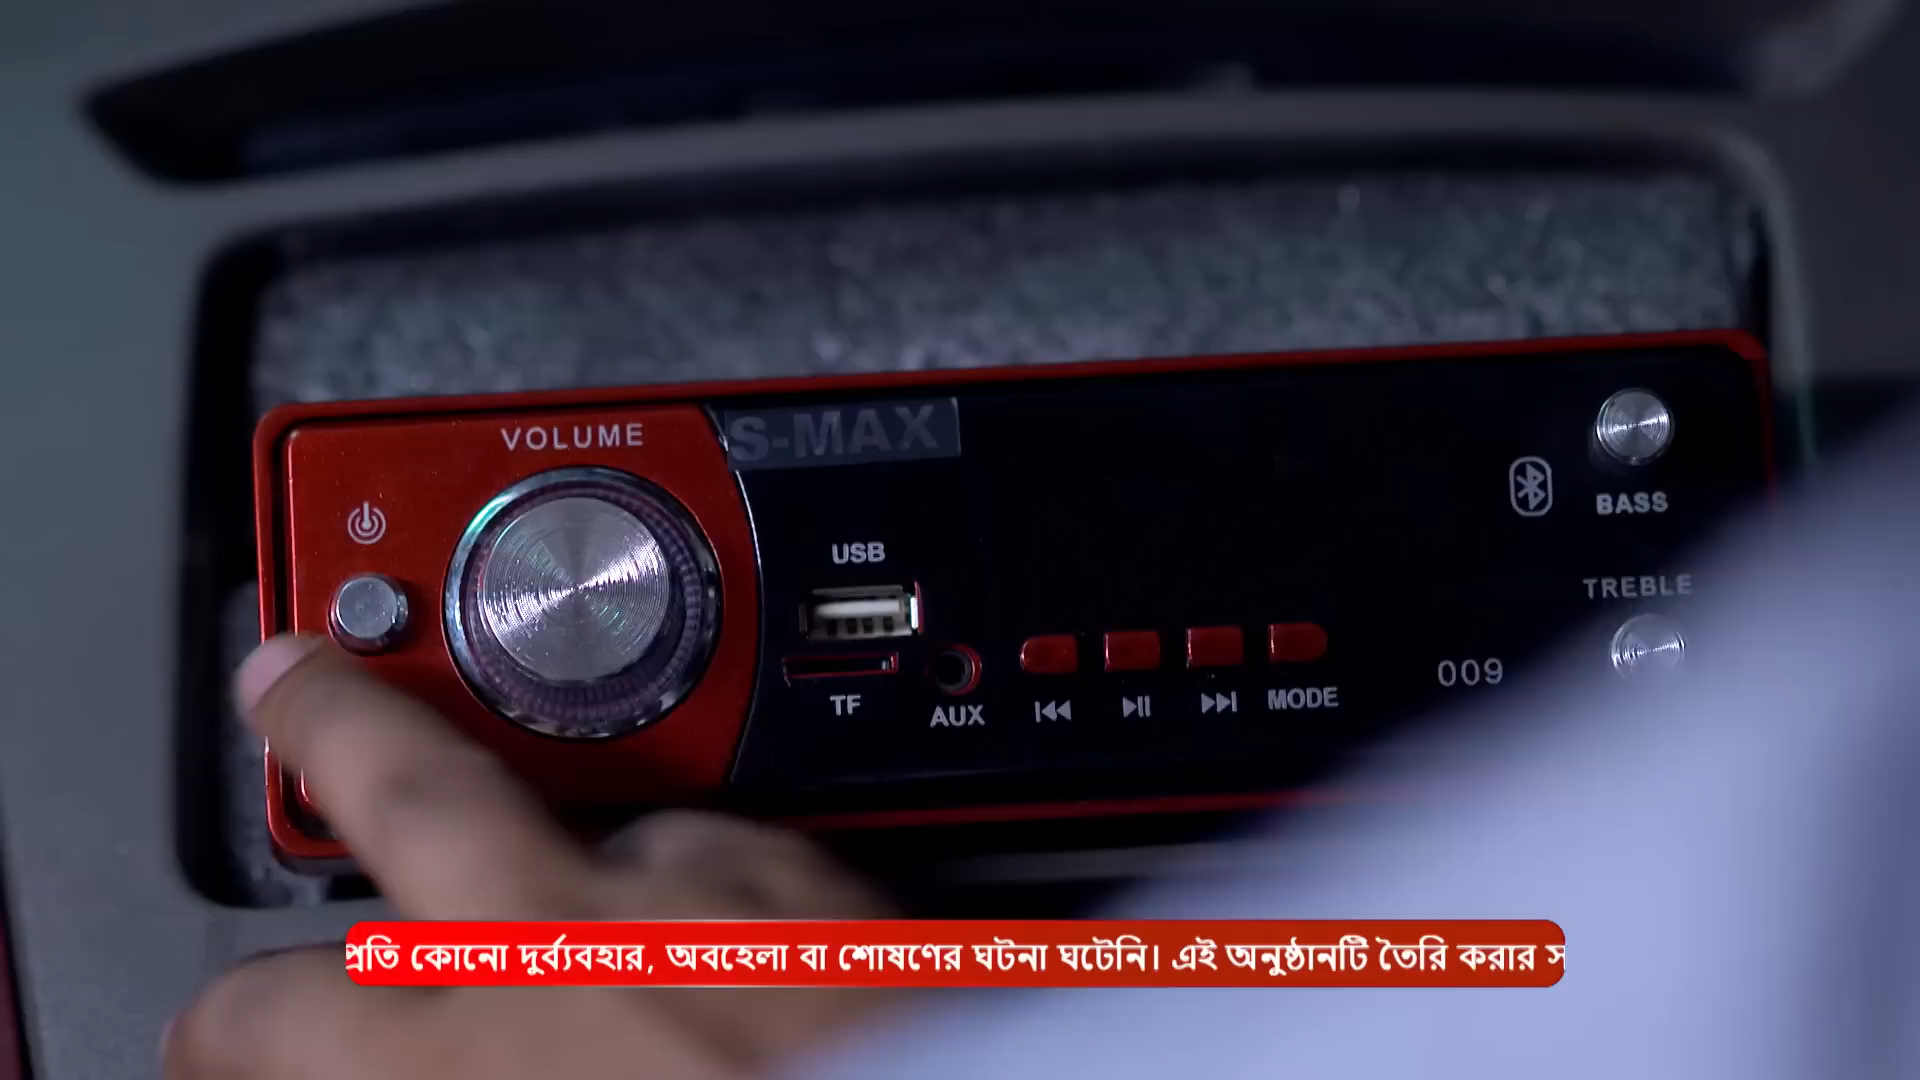 VOLUME
S-MAX
BASS
USB
TREBLE
009
TF
AUX
MODE
প্রতি কোনো দুর্ব্যবহার, অবহেলা বা শোষণের ঘটনা ঘটেনি। এই অনুষ্ঠানটি তৈরি করার